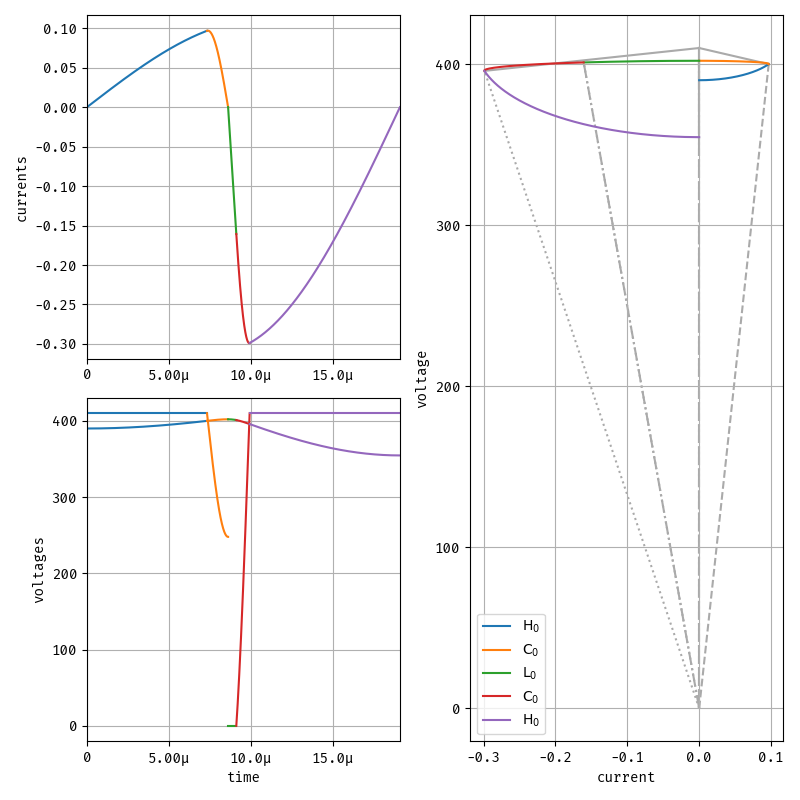 0.10
0.05
0.00
-0.05
-0.10
-0.15
-0.20
-0.25
-0.30
currents
0
5.00μ
10.0μ
15.0μ
400
300
200
100
0
voltages
0
5.00μ
10.0μ
15.0μ
time
400
300
200
100
0
voltage
H0
C0
L0
C0
H0
-0.3
-0.2
-0.1
0.0
0.1
current